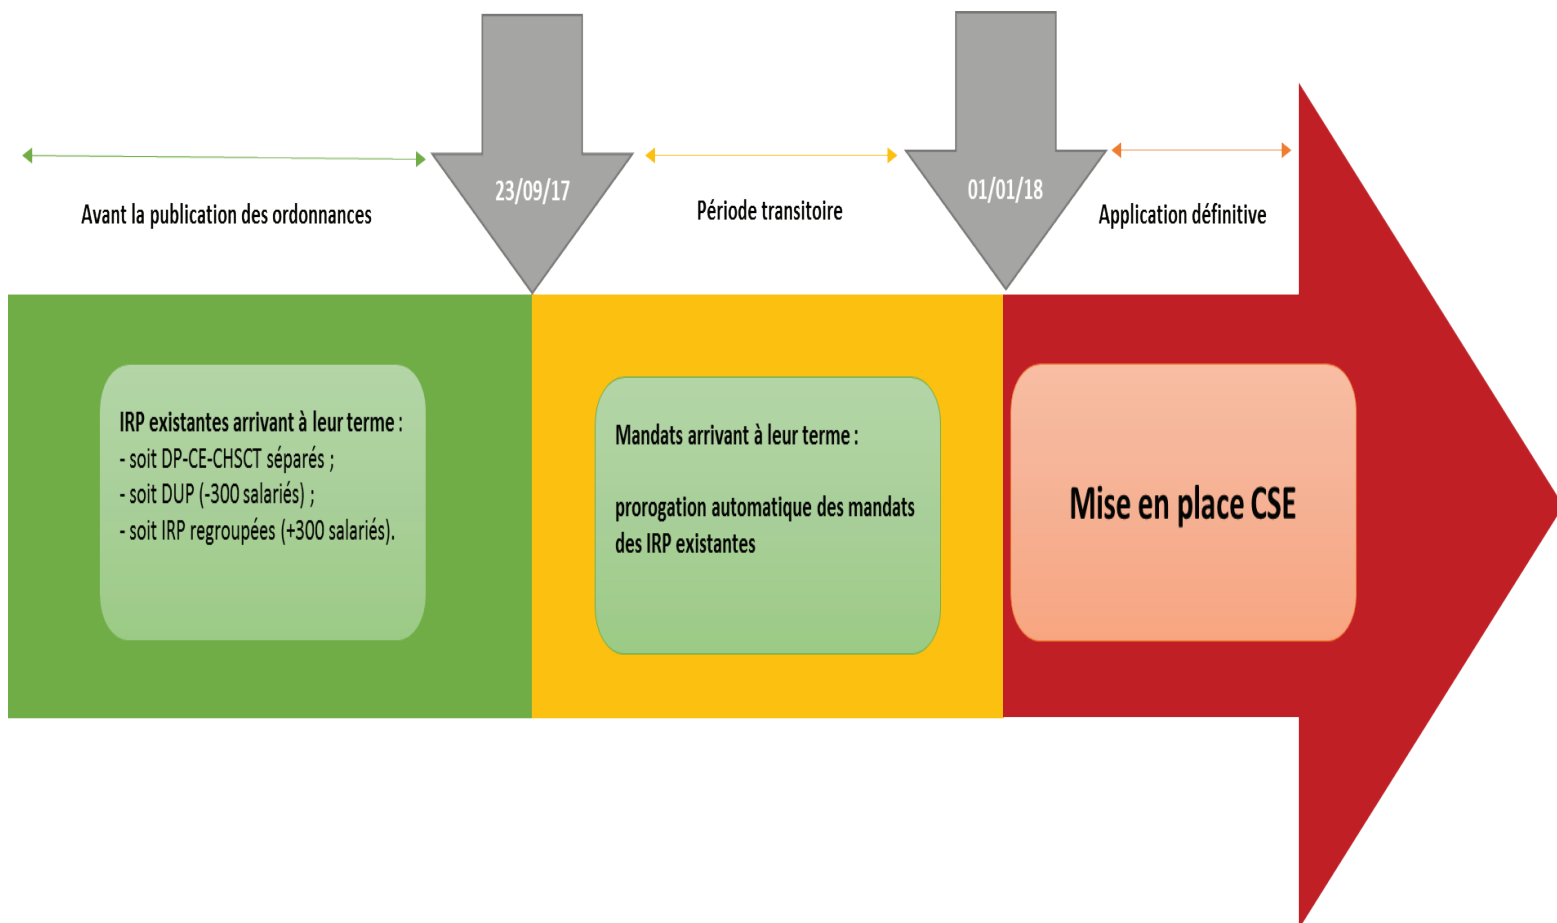 23/09/17
01/01/18
Avant la publication des ordonnances
Période transitoire
Application définitive
IRP existantes arrivant à leur terme :
- soit DP-CE-CHSCT séparés ;
- soit DUP (-300 salariés) ;
- soit IRP regroupées (+300 salariés).
Mandats arrivant à leur terme :
prorogation automatique des mandats
des IRP existantes
Mise en place CSE